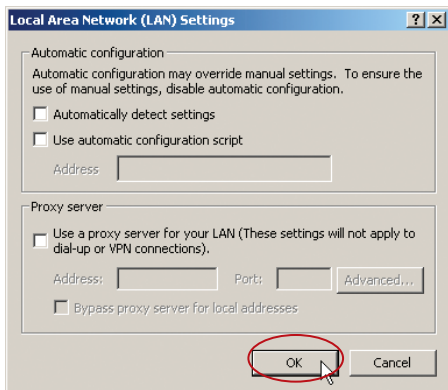 Local Area Network (LAN) Settings
Automatic configuration
Automatic configuration may override manual settings. To ensure the
use of manual settings, disable automatic configuration.
Automatically detect settings
Use automatic configuration script
Address
Proxy server
Use a proxy server for your LAN (These settings will not apply to
dial-up or VPN connections).
Address:
Port:
Advanced...
Bypass proxy server for local addresses
OK
Cancel